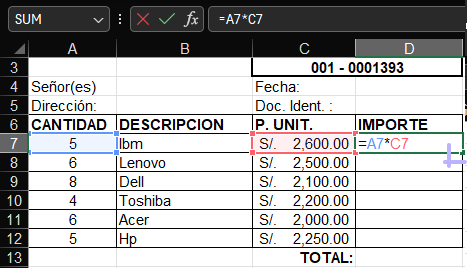 SUM =A7*C7
A B C D
3 001 - 0001393
4 Señor(es) Fecha:
5 Dirección: Doc. Ident. :
6 CANTIDAD DESCRIPCION P. UNIT. IMPORTE
7 5 Ibm S/. 2,600.00 =A7*C7
8 6 Lenovo S/. 2,500.00
9 8 Dell S/. 2,100.00
10 4 Toshiba S/. 2,200.00
11 6 Acer S/. 2,000.00
12 5 Hp S/. 2,250.00
13 TOTAL: